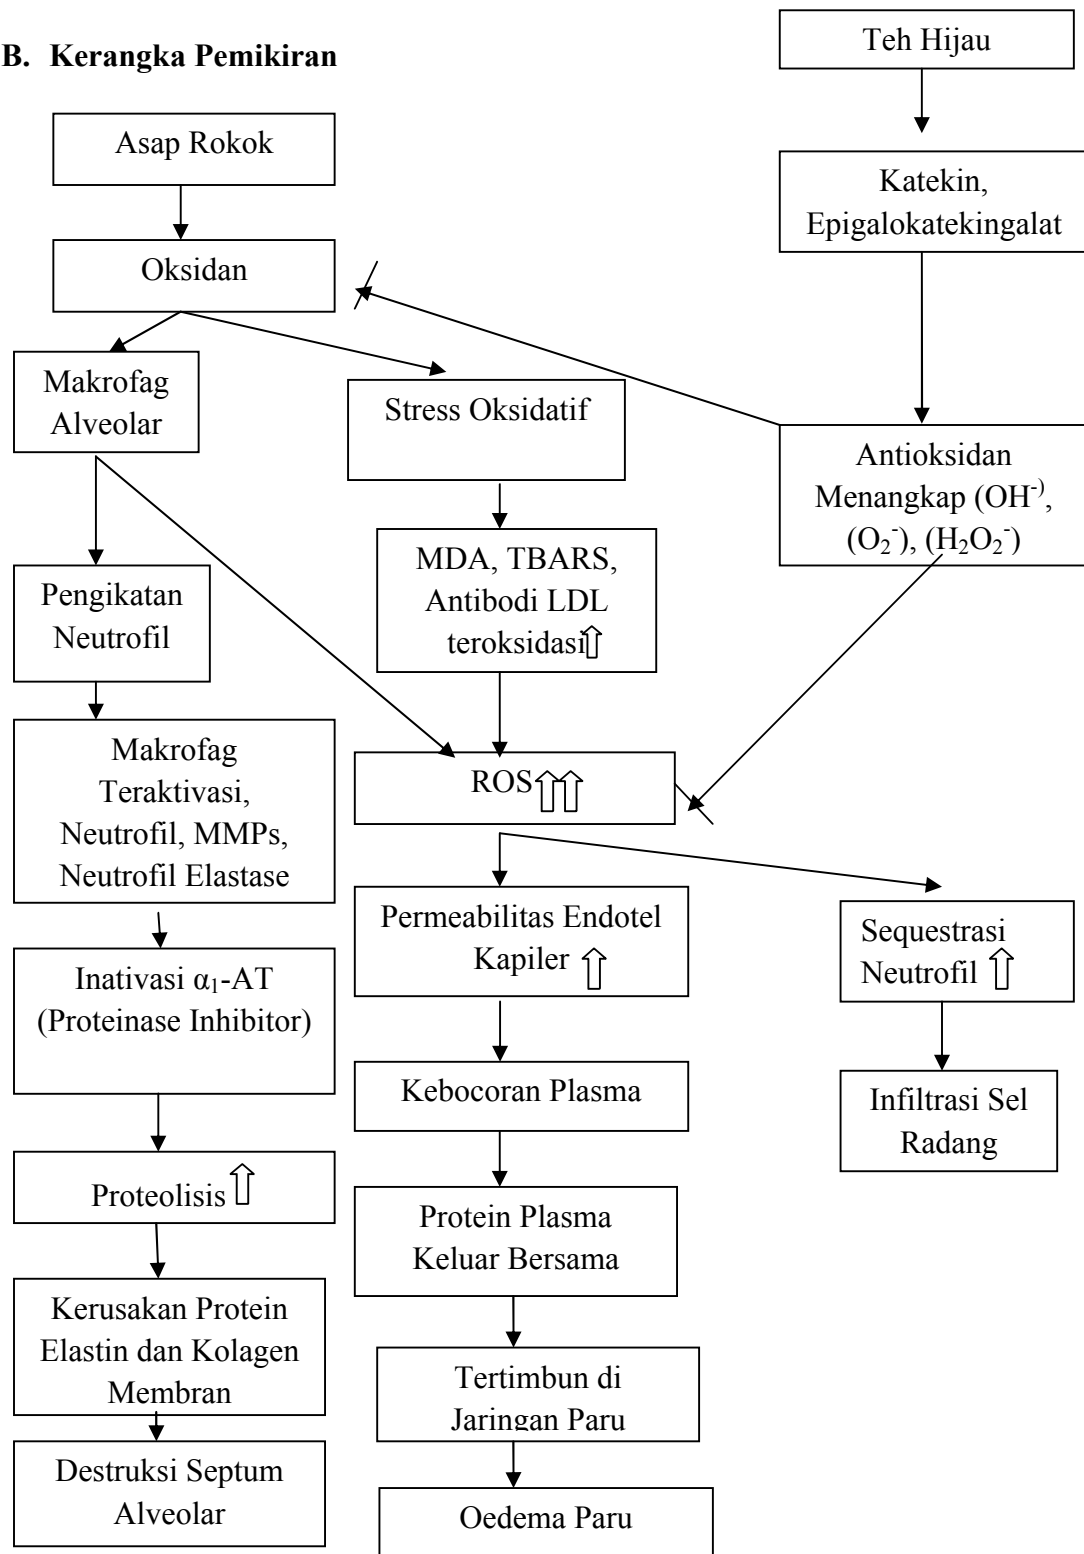 B. Kerangka Pemikiran
Teh Hijau
Asap Rokok
Katekin,
Epigalokatekingalat
Oksidan
Makrofag
Alveolar
Stress Oksidatif
Antioksidan
Menangkap (OH⁻⁾,
(O₂⁻), (H₂O₂⁻)
MDA, TBARS,
Antibodi LDL
teroksidasi⇧
Pengikatan
Neutrofil
Makrofag
Teraktivasi,
Neutrofil, MMPs,
Neutrofil Elastase
ROS⇧⇧
Permeabilitas Endotel
Kapiler ⇧
Sequestrasi
Neutrofil ⇧
Inativasi α₁-AT
(Proteinase Inhibitor)
Kebocoran Plasma
Infiltrasi Sel
Radang
Proteolisis ⇧
Protein Plasma
Keluar Bersama
Kerusakan Protein
Elastin dan Kolagen
Membran
Tertimbun di
Jaringan Paru
Destruksi Septum
Alveolar
Oedema Paru